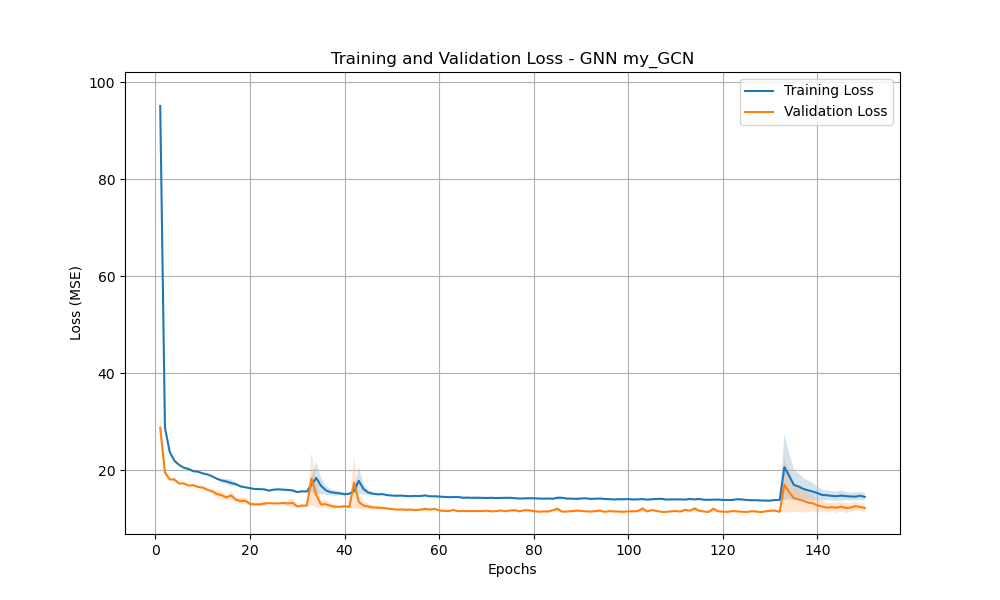 Training and Validation Loss - GNN my_GCN
Training Loss
Validation Loss
Loss (MSE)
100
80
60
40
20
0
20
40
60
80
100
120
140
Epochs